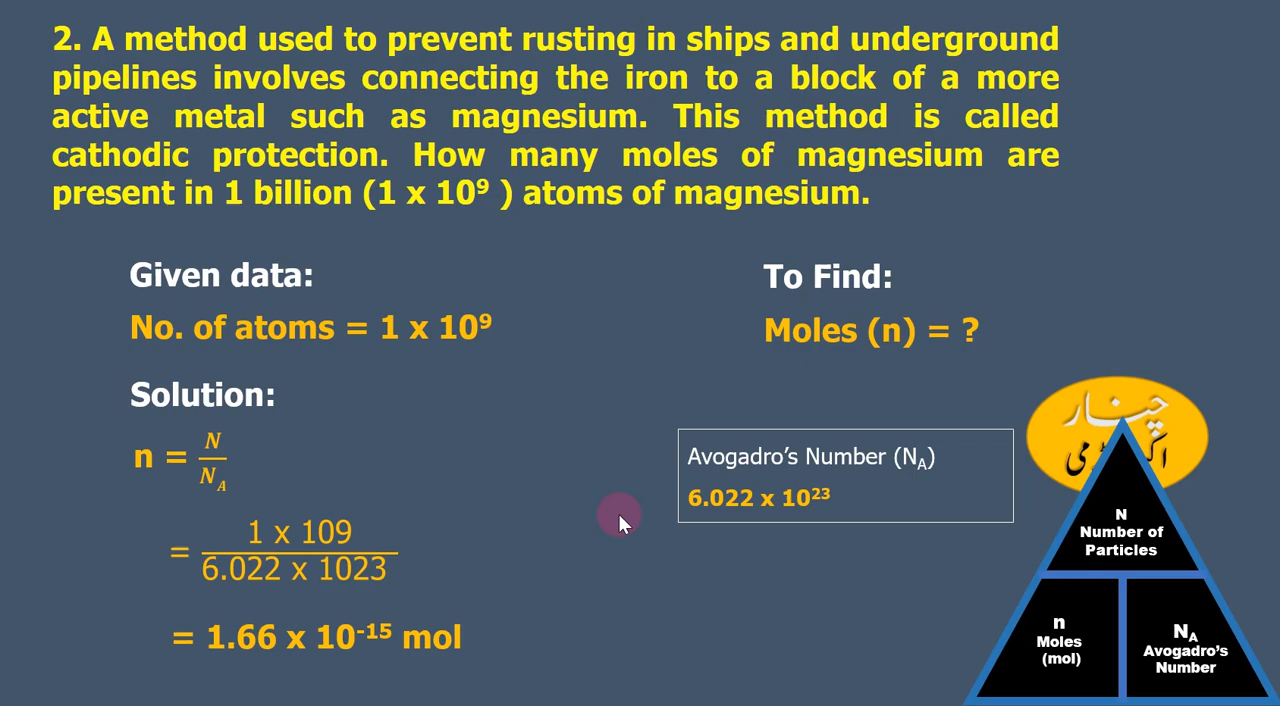 2. A method used to prevent rusting in ships and underground
pipelines involves connecting the iron to a block of a more
active metal such as magnesium. This method is called
cathodic protection. How many moles of magnesium are
present in 1 billion (1 x 10⁹ ) atoms of magnesium.
Given data:
To Find:
No. of atoms = 1 x 10⁹
Moles (n) = ?
Solution:
n = N / N_A
Avogadro's Number (N_A)
6.022 x 10²³
= 1 x 109 / 6.022 x 1023
= 1.66 x 10⁻¹⁵ mol
چنار
N
Number of
Particles
n
Moles
(mol)
N_A
Avogadro's
Number